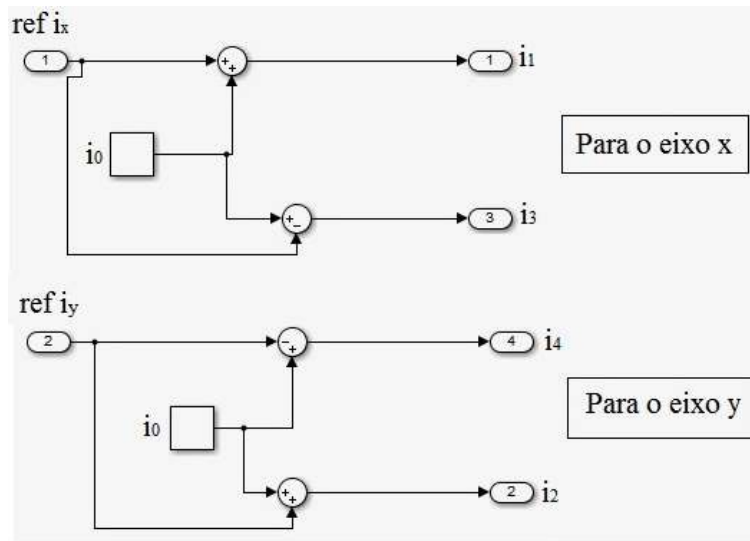 ref ix
1
+
+
1
i1
i0
Para o eixo x
+
−
3
i3
ref iy
2
−
+
4
i4
i0
Para o eixo y
+
+
2
i2